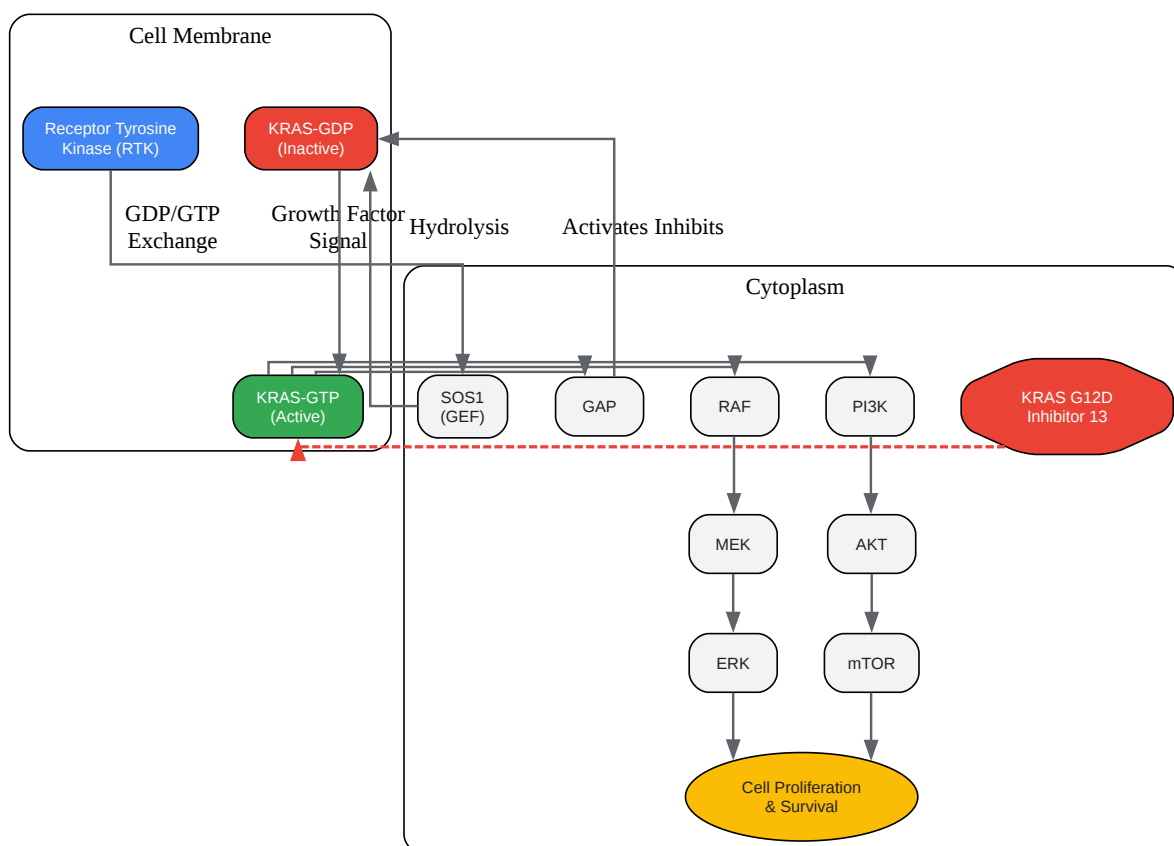 Cell Membrane
Receptor Tyrosine
Kinase (RTK)
KRAS-GDP
(Inactive)
GDP/GTP
Exchange
Growth Factor
Signal
Hydrolysis
Activates
Inhibits
Cytoplasm
KRAS-GTP
(Active)
SOS1
(GEF)
GAP
RAF
PI3K
KRAS G12D
Inhibitor 13
MEK
AKT
ERK
mTOR
Cell Proliferation
& Survival